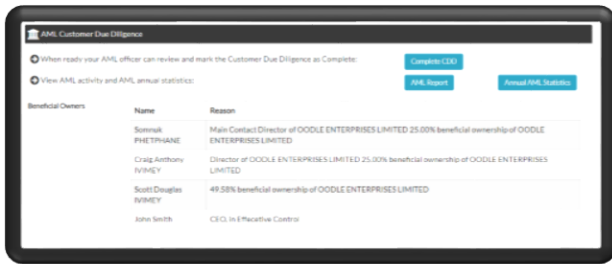 AML Customer Due Diligence
When ready your AML officer can review and mark the Customer Due Diligence as Complete:
Complete CDD
View AML activity and AML annual statistics:
AML Report
Annual AML Statistics
Beneficial Owners
Name
Reason
Somnuk
PHETPHANE
Main Contact Director of OODLE ENTERPRISES LIMITED 25.00% beneficial ownership of OODLE
ENTERPRISES LIMITED
Craig Anthony
IVIMEY
Director of OODLE ENTERPRISES LIMITED 25.00% beneficial ownership of OODLE ENTERPRISES
LIMITED
Scott Douglas
IVIMEY
49.58% beneficial ownership of OODLE ENTERPRISES LIMITED
John Smith
CEO, in Effecative Control